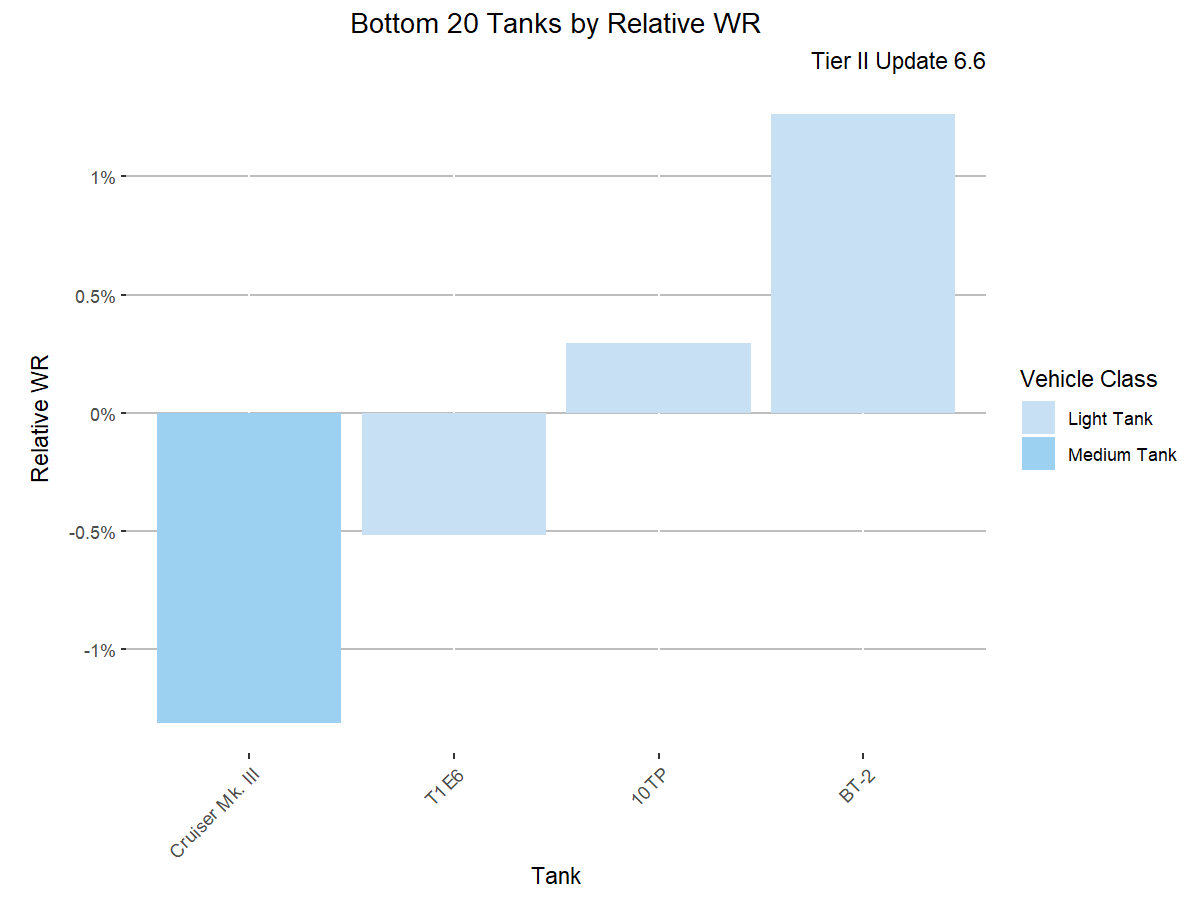 Bottom 20 Tanks by Relative WR
Tier II Update 6.6
Relative WR
1%
0.5%
0%
-0.5%
-1%
Cruiser Mk. III
T1E6
10TP
BT-2
Tank
Vehicle Class
Light Tank
Medium Tank